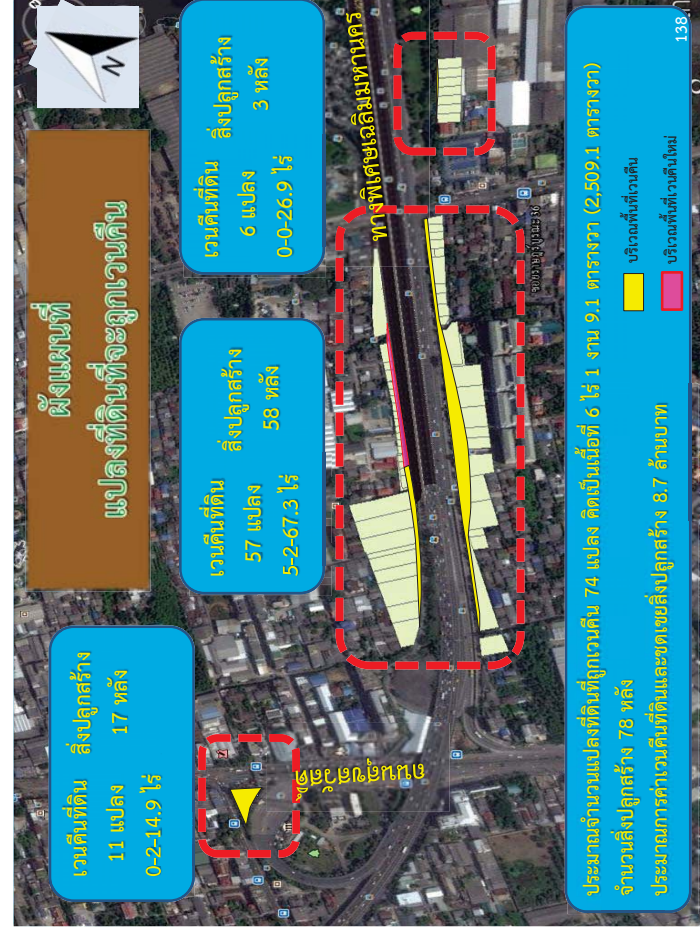 ผังแผนที่
แปลงที่ดินที่จะถูกเวนคืน
N
เวนคืนที่ดิน สิ่งปลูกสร้าง
11 แปลง 17 หลัง
0-2-14.9 ไร่
เวนคืนที่ดิน สิ่งปลูกสร้าง
57 แปลง 58 หลัง
5-2-67.3 ไร่
เวนคืนที่ดิน สิ่งปลูกสร้าง
6 แปลง 3 หลัง
0-0-26.9 ไร่
ถนนสุขสวัสดิ์
ทางพิเศษเฉลิมมหานคร
ประมาณจำนวนแปลงที่ดินที่ถูกเวนคืน 74 แปลง คิดเป็นเนื้อที่ 6 ไร่ 1 งาน 9.1 ตารางวา (2,509.1 ตารางวา)
จำนวนสิ่งปลูกสร้าง 78 หลัง
ประมาณการค่าเวนคืนที่ดินและชดเชยสิ่งปลูกสร้าง 8.7 ล้านบาท
บริเวณพื้นที่เวนคืน
บริเวณพื้นที่เวนคืนใหม่
138